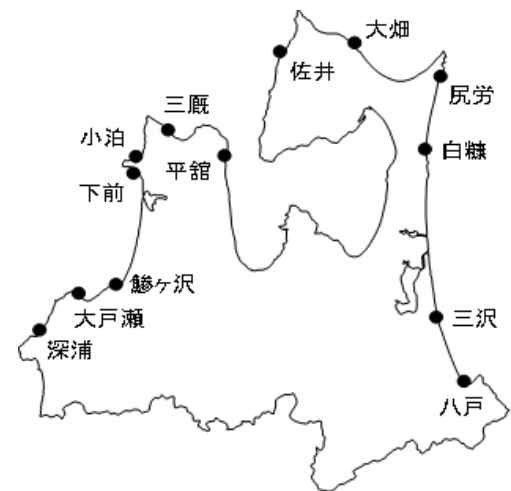 大畑
佐井
尻労
三厩
小泊
平舘
白糠
下前
鰺ヶ沢
大戸瀬
三沢
深浦
八戸